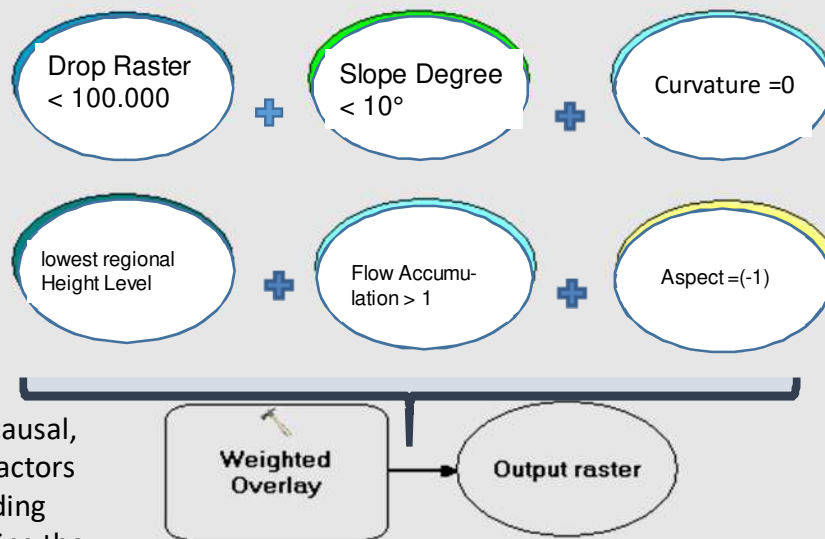 Drop Raster
< 100.000
Slope Degree
< 10°
Curvature =0
lowest regional
Height Level
Flow Accumu-
lation > 1
Aspect =(-1)
ausal,
actors
ding
Weighted
Overlay
Output raster